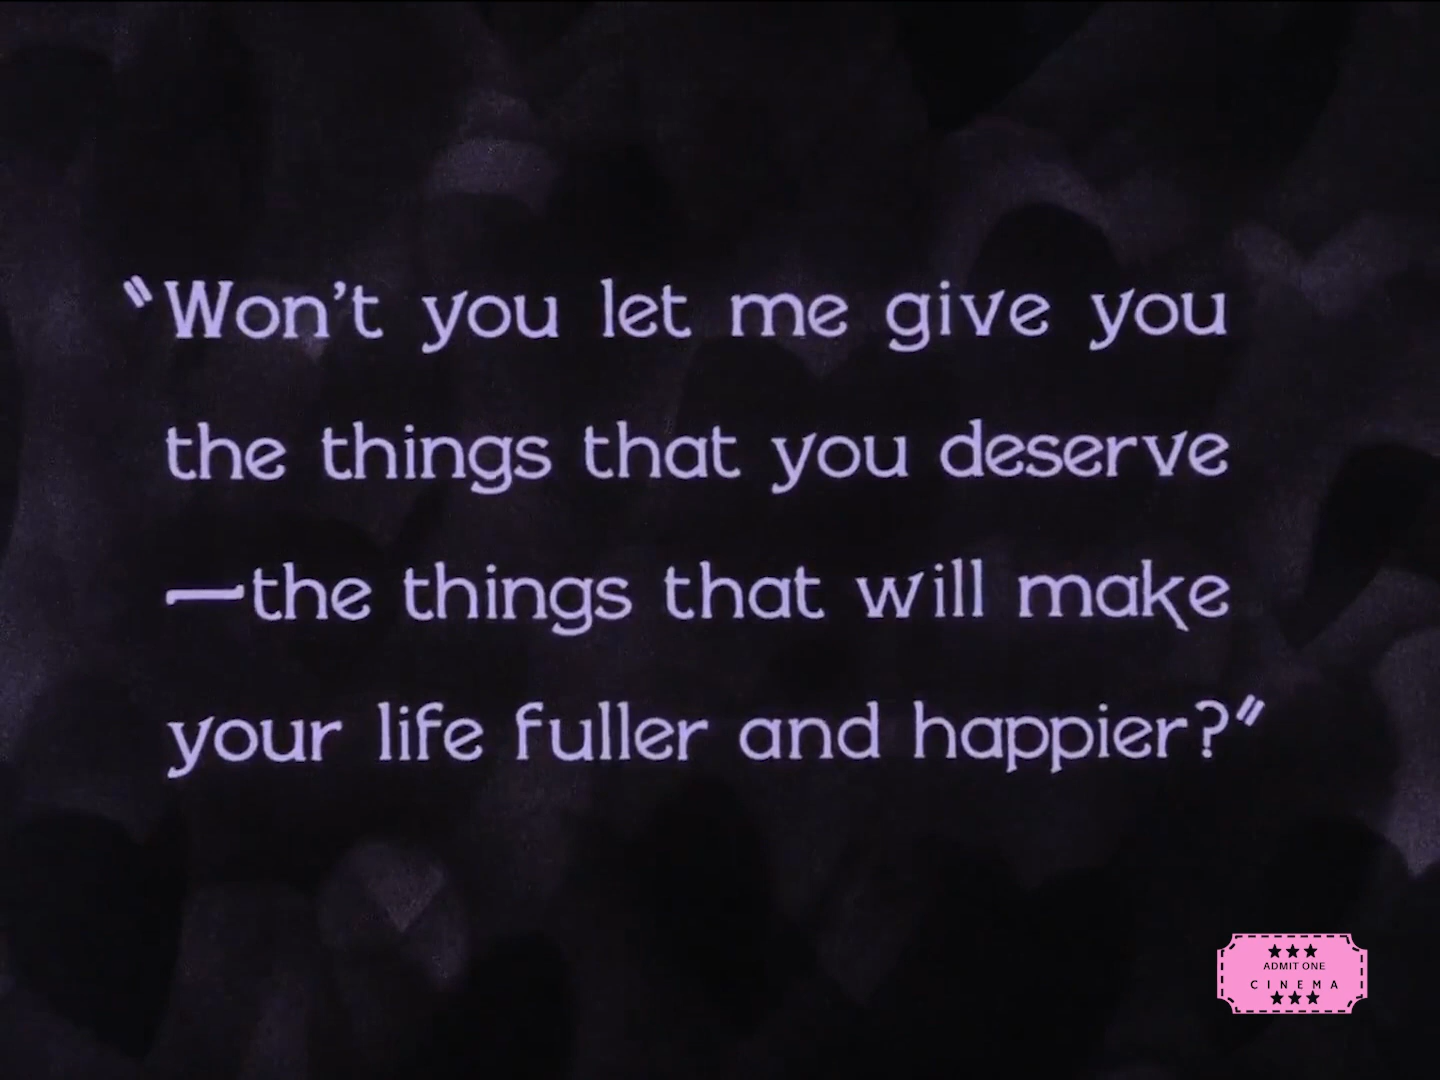 "Won't you let me give you
the things that you deserve
—the things that will make
your life fuller and happier?"
ADMIT ONE
CINEMA